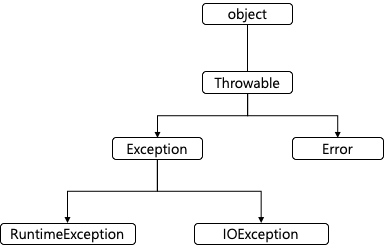 object
Throwable
Exception
Error
RuntimeException
IOException